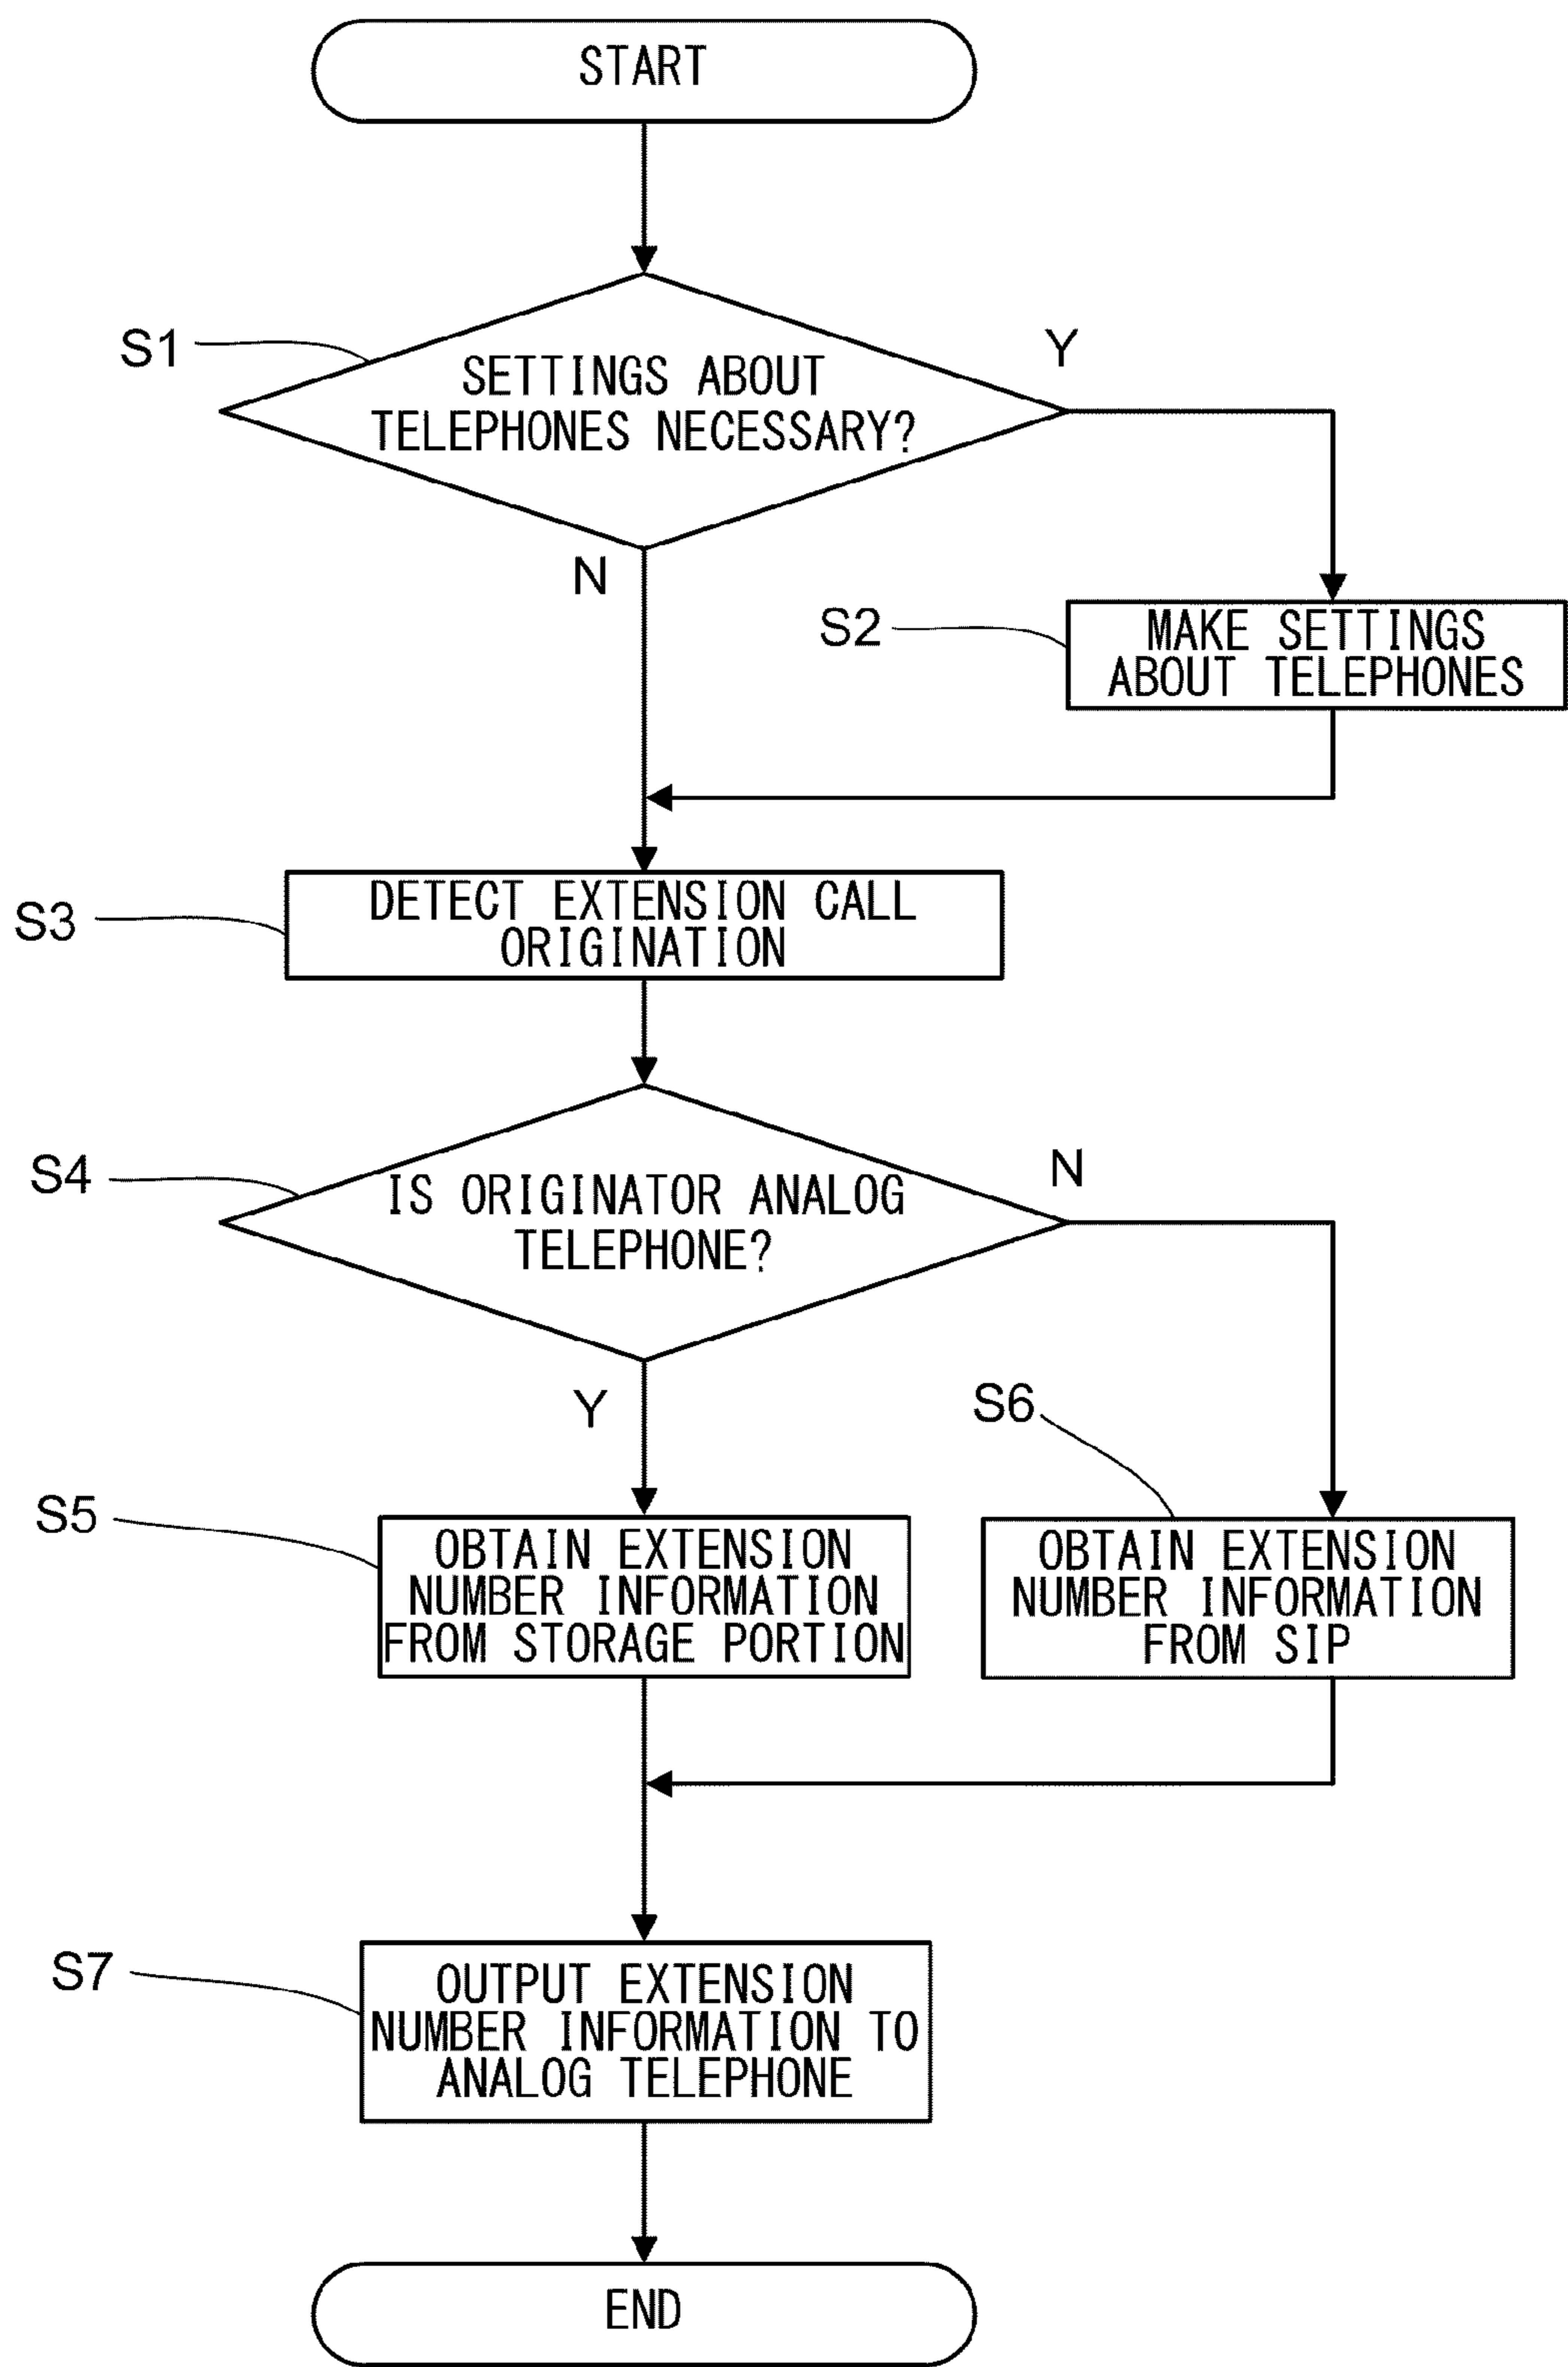 START
S1
SETTINGS ABOUT
TELEPHONES NECESSARY?
Y
N
S2
MAKE SETTINGS
ABOUT TELEPHONES
S3
DETECT EXTENSION CALL
ORIGINATION
S4
IS ORIGINATOR ANALOG
TELEPHONE?
N
Y
S5
OBTAIN EXTENSION
NUMBER INFORMATION
FROM STORAGE PORTION
S6
OBTAIN EXTENSION
NUMBER INFORMATION
FROM SIP
S7
OUTPUT EXTENSION
NUMBER INFORMATION TO
ANALOG TELEPHONE
END